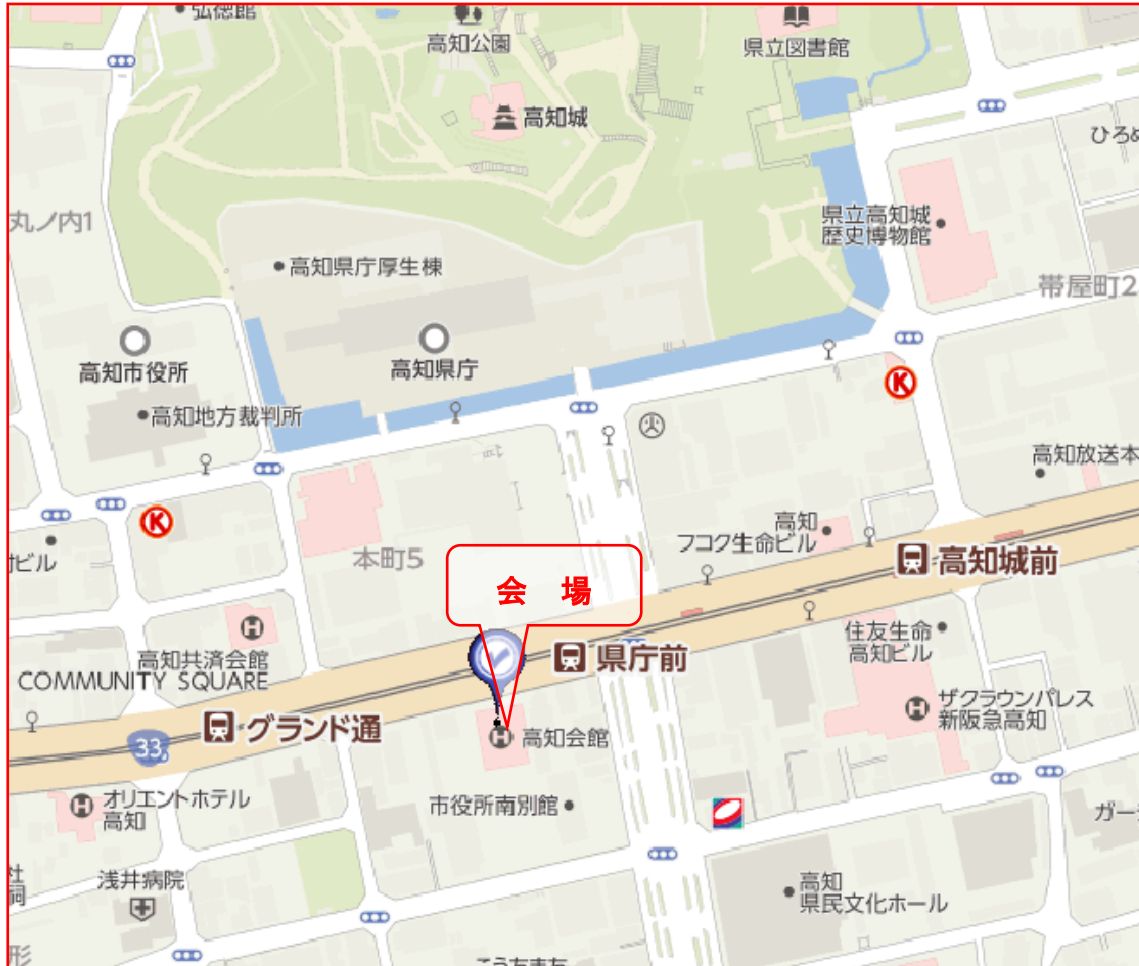 弘徳館
高知公園
県立図書館
高知城
ひろめ
丸ノ内1
県立高知城
歴史博物館
高知県庁厚生棟
帯屋町2
高知市役所
高知県庁
高知地方裁判所
高知放送本
K
K
高知
フコク生命ビル
ビル
本町5
高知城前
会 場
住友生命
高知ビル
H
高知共済会館
COMMUNITY SQUARE
県庁前
ザクラウンパレス
新阪急高知
H
グランド通
33
H
高知会館
H
オリエントホテル
高知
市役所南別館
ガー
浅井病院
高知
県民文化ホール
社
祠
形